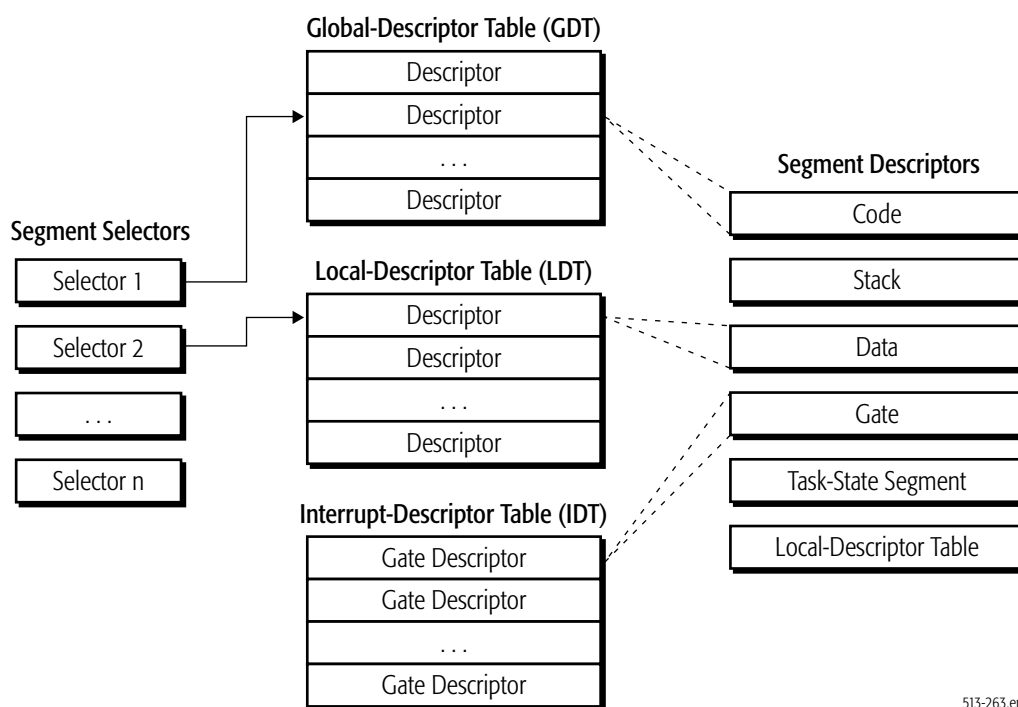 Global-Descriptor Table (GDT)
Descriptor
Descriptor
. . .
Descriptor
Segment Selectors
Selector 1
Selector 2
. . .
Selector n
Local-Descriptor Table (LDT)
Descriptor
Descriptor
. . .
Descriptor
Interrupt-Descriptor Table (IDT)
Gate Descriptor
Gate Descriptor
. . .
Gate Descriptor
Segment Descriptors
Code
Stack
Data
Gate
Task-State Segment
Local-Descriptor Table